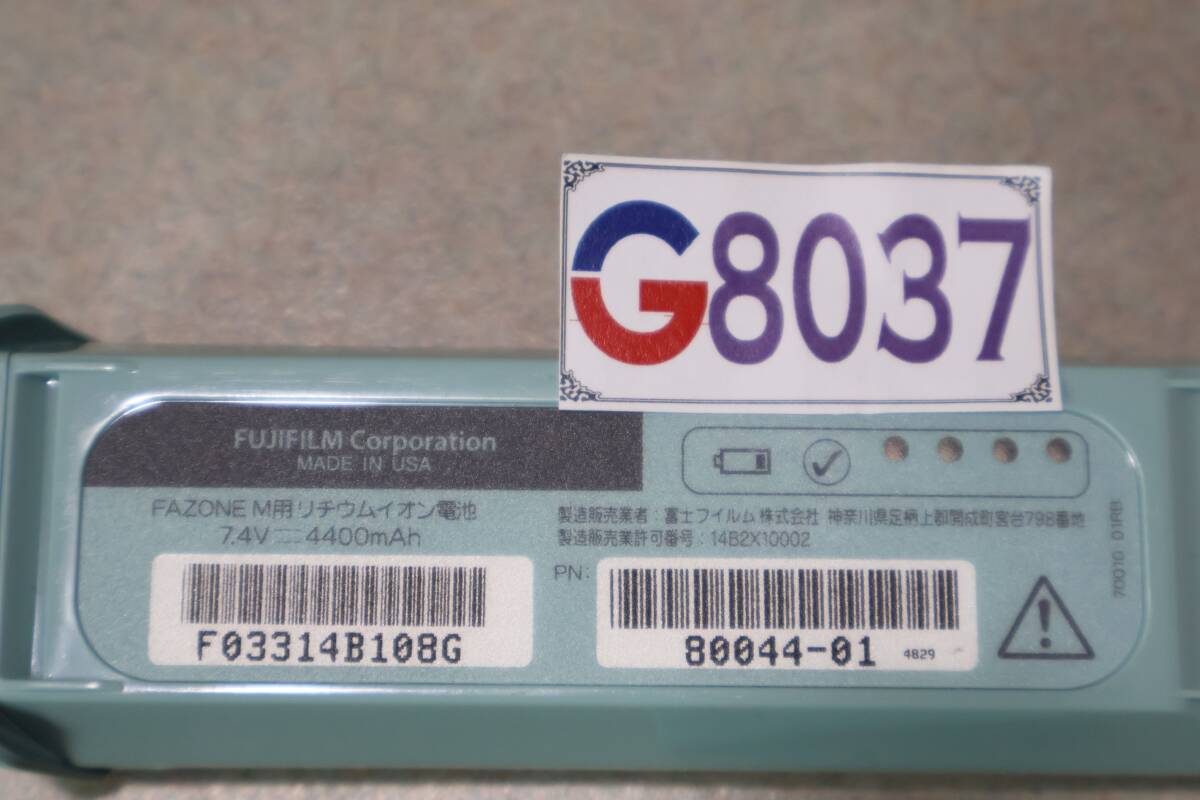 G8037
FUJIFILM Corporation
MADE IN USA
FAZONE M用リチウムイオン電池
7.4V 4400mAh
製造販売業者：富士フイルム株式会社 神奈川県足柄上郡開成町宮台798番地
製造販売業許可番号：14B2X10002
F03314B108G
PN:
80044-01 4829
70010 01RB